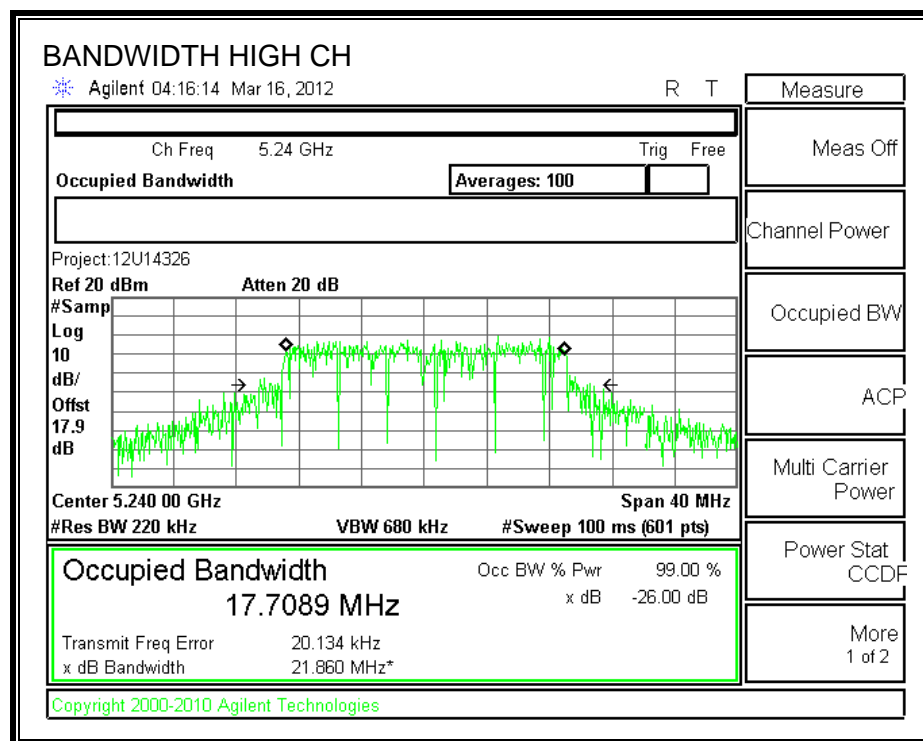 BANDWIDTH HIGH CH
Agilent 04:16:14 Mar 16, 2012 R T
Measure
Ch Freq 5.24 GHz Trig Free
Meas Off
Occupied Bandwidth Averages: 100
Channel Power
Project:12U14326
Ref 20 dBm Atten 20 dB
#Samp
Log
10
dB/
Offst
17.9
dB
Occupied BW
ACP
Multi Carrier
Power
Center 5.240 00 GHz Span 40 MHz
#Res BW 220 kHz VBW 680 kHz #Sweep 100 ms (601 pts)
Power Stat
CCDF
Occupied Bandwidth Occ BW % Pwr 99.00 %
17.7089 MHz x dB -26.00 dB
Transmit Freq Error 20.134 kHz
x dB Bandwidth 21.860 MHz*
More
1 of 2
Copyright 2000-2010 Agilent Technologies